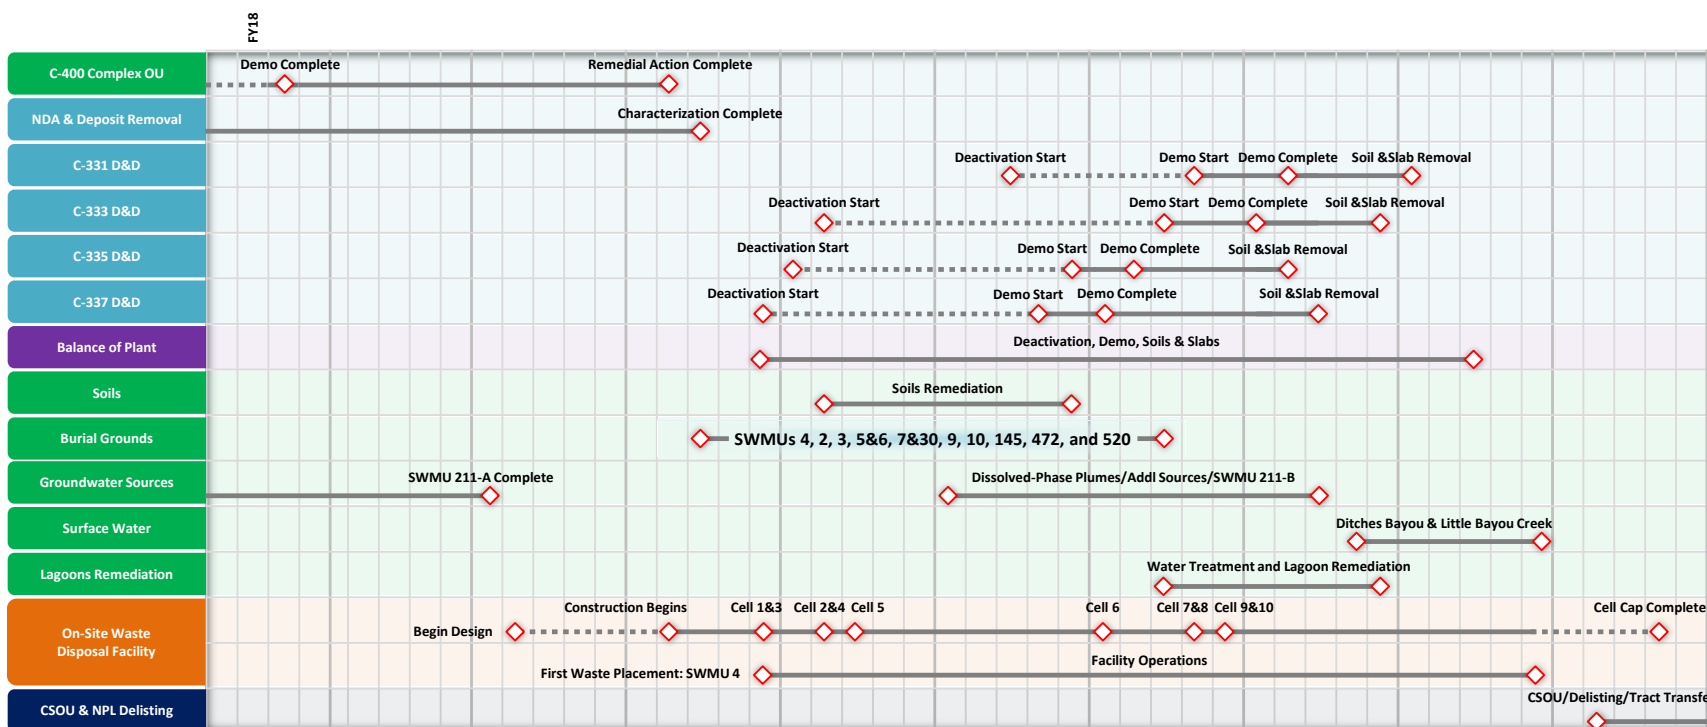 FY18
C-400 Complex OU
Demo Complete
Remedial Action Complete
NDA & Deposit Removal
Characterization Complete
C-331 D&D
Deactivation Start
Demo Start
Demo Complete
Soil &Slab Removal
C-333 D&D
Deactivation Start
Demo Start
Demo Complete
Soil &Slab Removal
C-335 D&D
Deactivation Start
Demo Start
Demo Complete
Soil &Slab Removal
C-337 D&D
Deactivation Start
Demo Start
Demo Complete
Soil &Slab Removal
Balance of Plant
Deactivation, Demo, Soils & Slabs
Soils
Soils Remediation
Burial Grounds
SWMUs 4, 2, 3, 5&6, 7&30, 9, 10, 145, 472, and 520
Groundwater Sources
SWMU 211-A Complete
Dissolved-Phase Plumes/Addl Sources/SWMU 211-B
Surface Water
Ditches Bayou & Little Bayou Creek
Lagoons Remediation
Water Treatment and Lagoon Remediation
On-Site Waste
Disposal Facility
Begin Design
Construction Begins
Cell 1&3
Cell 2&4
Cell 5
Cell 6
Cell 7&8
Cell 9&10
Cell Cap Complete
First Waste Placement: SWMU 4
Facility Operations
CSOU & NPL Delisting
CSOU/Delisting/Tract Transfe